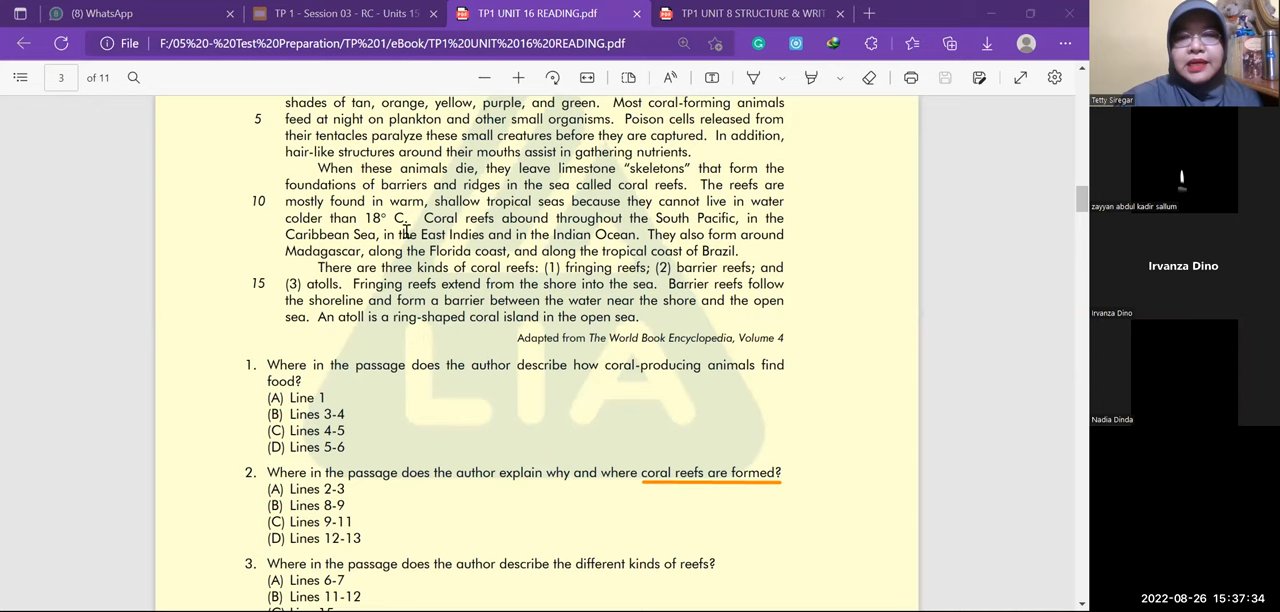 (8) WhatsApp
TP 1 - Session 03 - RC - Units 15
TP1 UNIT 16 READING.pdf
TP1 UNIT 8 STRUCTURE & WRIT
File
F:/05%20-%20Test%20Preparation/TP%201/eBook/TP1%20UNIT%2016%20READING.pdf
3
of 11
shades of tan, orange, yellow, purple, and green. Most coral-forming animals
5 feed at night on plankton and other small organisms. Poison cells released from
their tentacles paralyze these small creatures before they are captured. In addition,
hair-like structures around their mouths assist in gathering nutrients.
When these animals die, they leave limestone “skeletons” that form the
foundations of barriers and ridges in the sea called coral reefs. The reefs are
10 mostly found in warm, shallow tropical seas because they cannot live in water
colder than 18° C. Coral reefs abound throughout the South Pacific, in the
Caribbean Sea, in the East Indies and in the Indian Ocean. They also form around
Madagascar, along the Florida coast, and along the tropical coast of Brazil.
There are three kinds of coral reefs: (1) fringing reefs; (2) barrier reefs; and
15 (3) atolls. Fringing reefs extend from the shore into the sea. Barrier reefs follow
the shoreline and form a barrier between the water near the shore and the open
sea. An atoll is a ring-shaped coral island in the open sea.
Adapted from The World Book Encyclopedia, Volume 4
LIA
1. Where in the passage does the author describe how coral-producing animals find
food?
(A) Line 1
(B) Lines 3-4
(C) Lines 4-5
(D) Lines 5-6
2. Where in the passage does the author explain why and where coral reefs are formed?
(A) Lines 2-3
(B) Lines 8-9
(C) Lines 9-11
(D) Lines 12-13
3. Where in the passage does the author describe the different kinds of reefs?
(A) Lines 6-7
(B) Lines 11-12
(C) Lines 15
Tetty Siregar
zayyan abdul kadir sallum
Irvanza Dino
Irvanza Dino
Nadia Dinda
2022-08-26 15:37:34